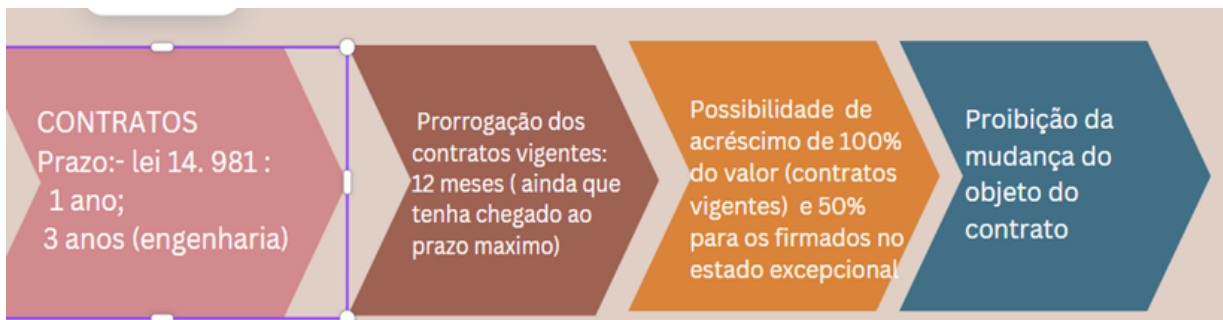 CONTRATOS
Prazo:- lei 14. 981 :
1 ano;
3 anos (engenharia)
Prorrogação dos
contratos vigentes:
12 meses ( ainda que
tenha chegado ao
prazo maximo)
Possibilidade de
acréscimo de 100%
do valor (contratos
vigentes) e 50%
para os firmados no
estado excepcional
Proibição da
mudança do
objeto do
contrato